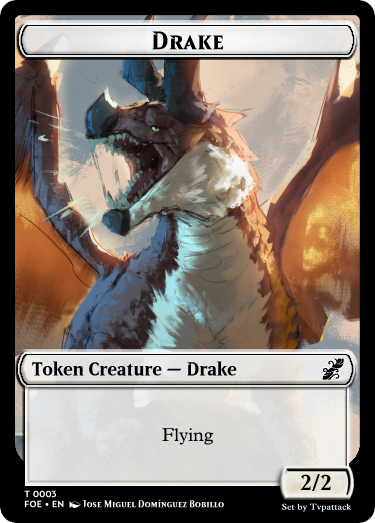 Drake
Token Creature — Drake
Flying
2/2
T 0003
FOE • EN Jose Miguel Domínguez Bobillo
Set by Tvpattack